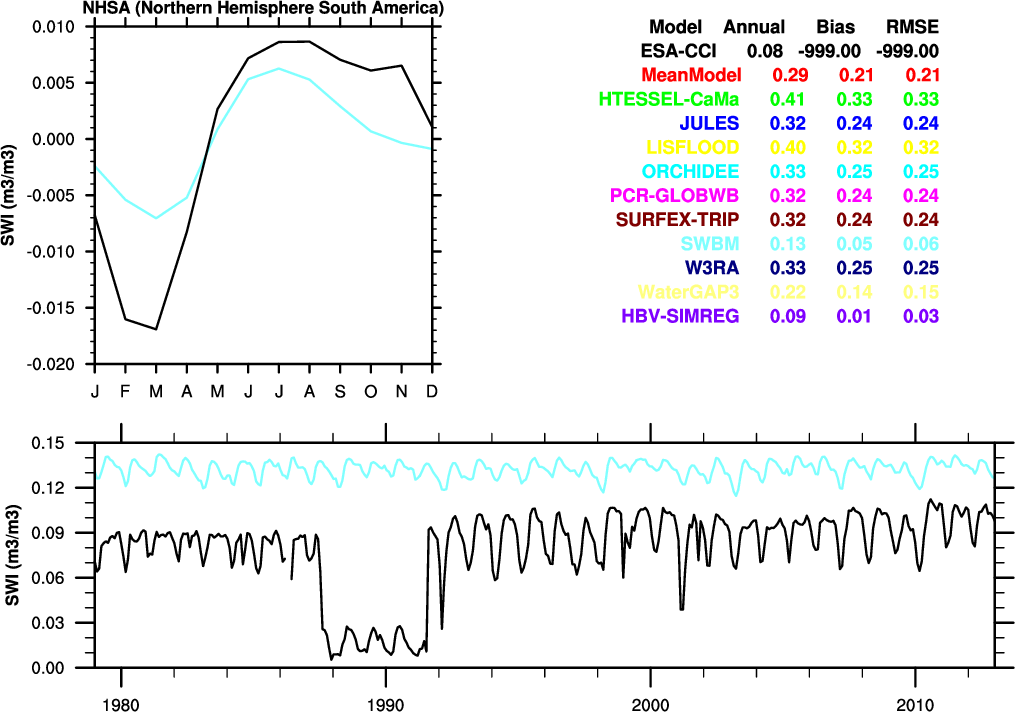 NHSA (Northern Hemisphere South America)
0.010
0.005
0.000
-0.005
-0.010
-0.015
-0.020
SWI (m3/m3)
J F M A M J J A S O N D
Model Annual Bias RMSE
ESA-CCI 0.08 -999.00 -999.00
MeanModel 0.29 0.21 0.21
HTESSEL-CaMa 0.41 0.33 0.33
JULES 0.32 0.24 0.24
LISFLOOD 0.40 0.32 0.32
ORCHIDEE 0.33 0.25 0.25
PCR-GLOBWB 0.32 0.24 0.24
SURFEX-TRIP 0.32 0.24 0.24
SWBM 0.13 0.05 0.06
W3RA 0.33 0.25 0.25
WaterGAP3 0.22 0.14 0.15
HBV-SIMREG 0.09 0.01 0.03
0.15
0.12
0.09
0.06
0.03
0.00
SWI (m3/m3)
1980 1990 2000 2010